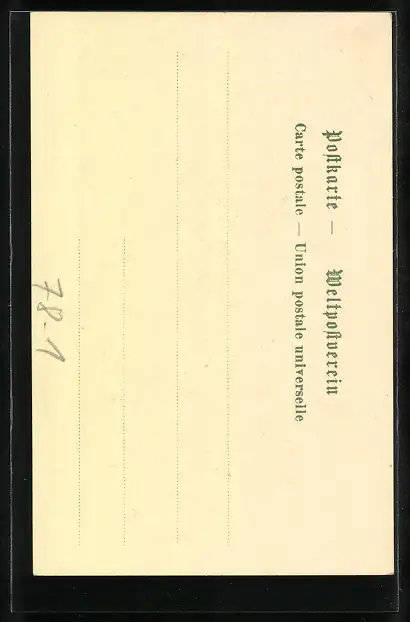 Postkarte — Weltpostverein
Carte postale — Union postale universelle
78-1